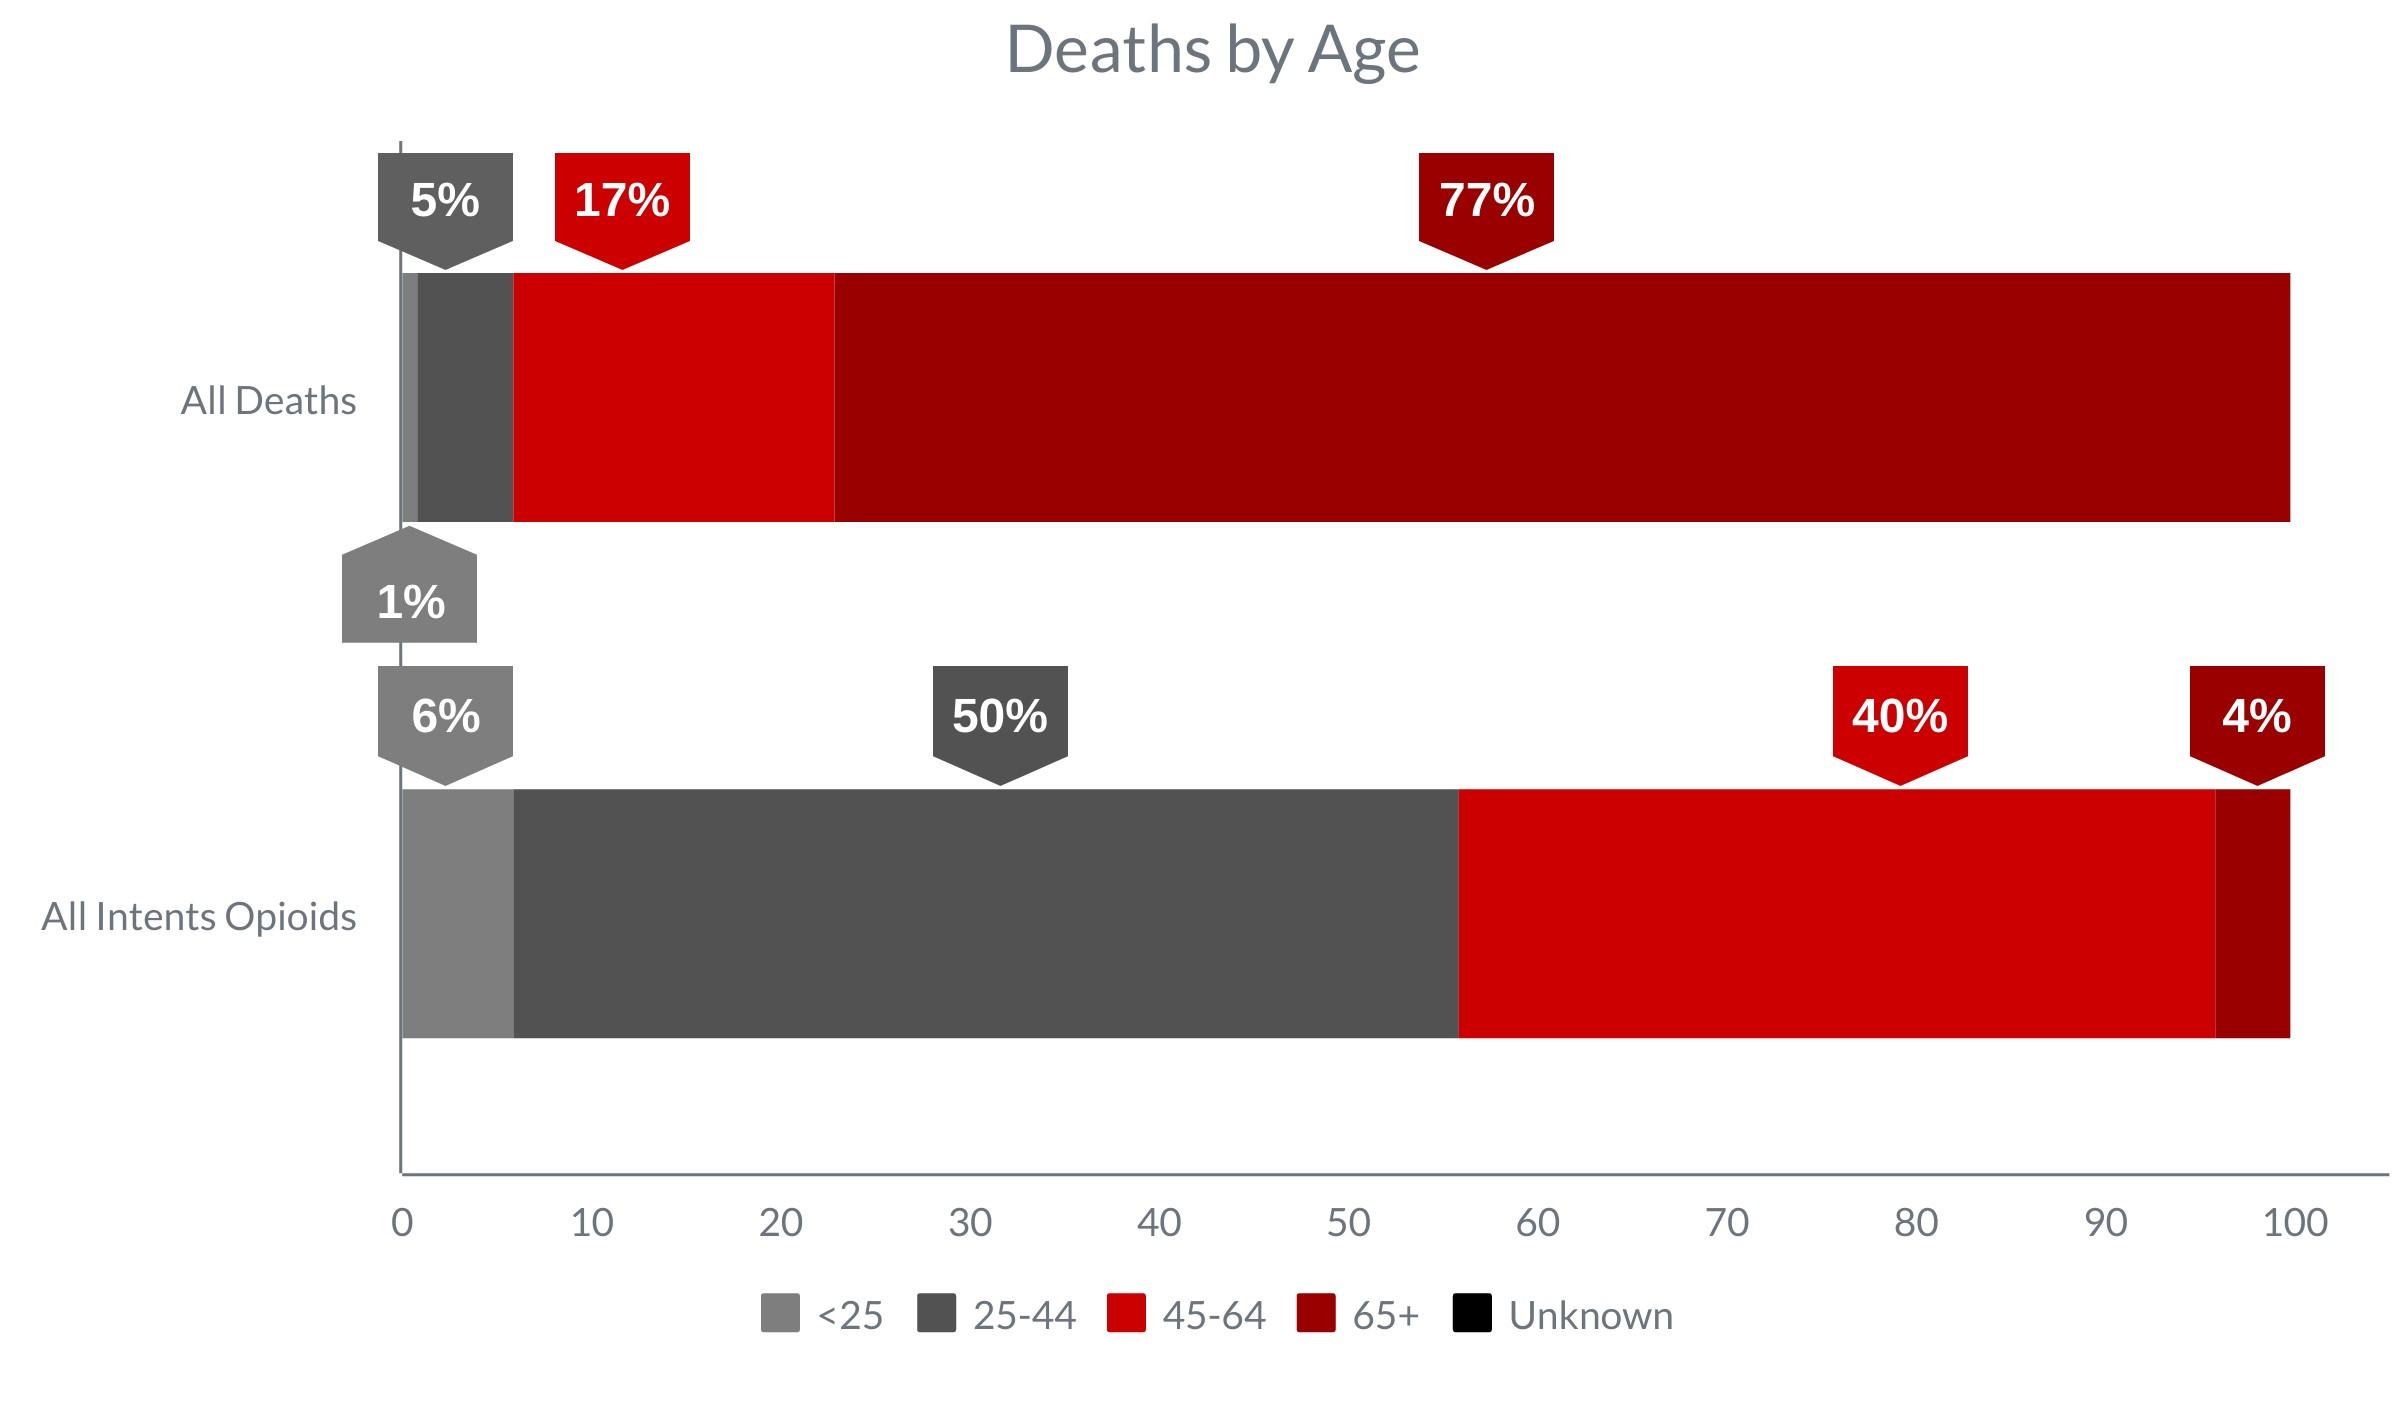 Deaths by Age
5% 17% 77%
All Deaths
1%
6% 50% 40% 4%
All Intents Opioids
0 10 20 30 40 50 60 70 80 90 100
<25 25-44 45-64 65+ Unknown